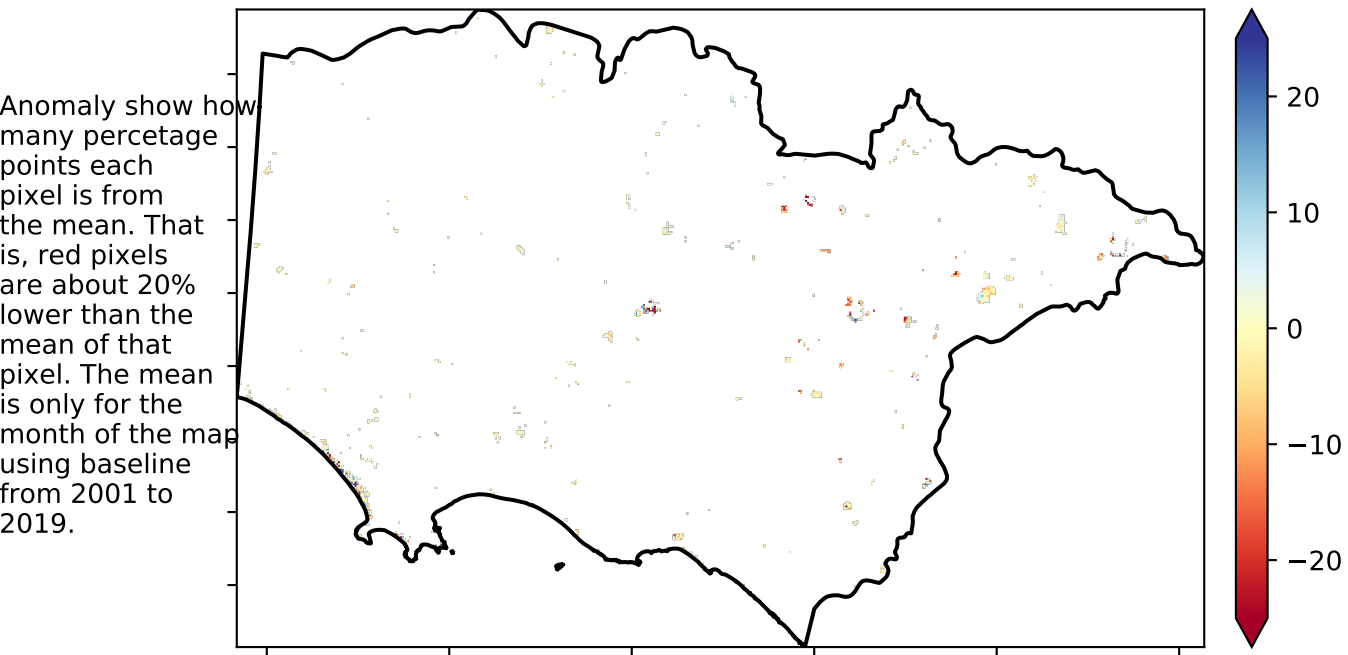 Anomaly show how
many percetage
points each
pixel is from
the mean. That
is, red pixels
are about 20%
lower than the
mean of that
pixel. The mean
is only for the
month of the map
using baseline
from 2001 to
2019.
20
10
0
−10
−20